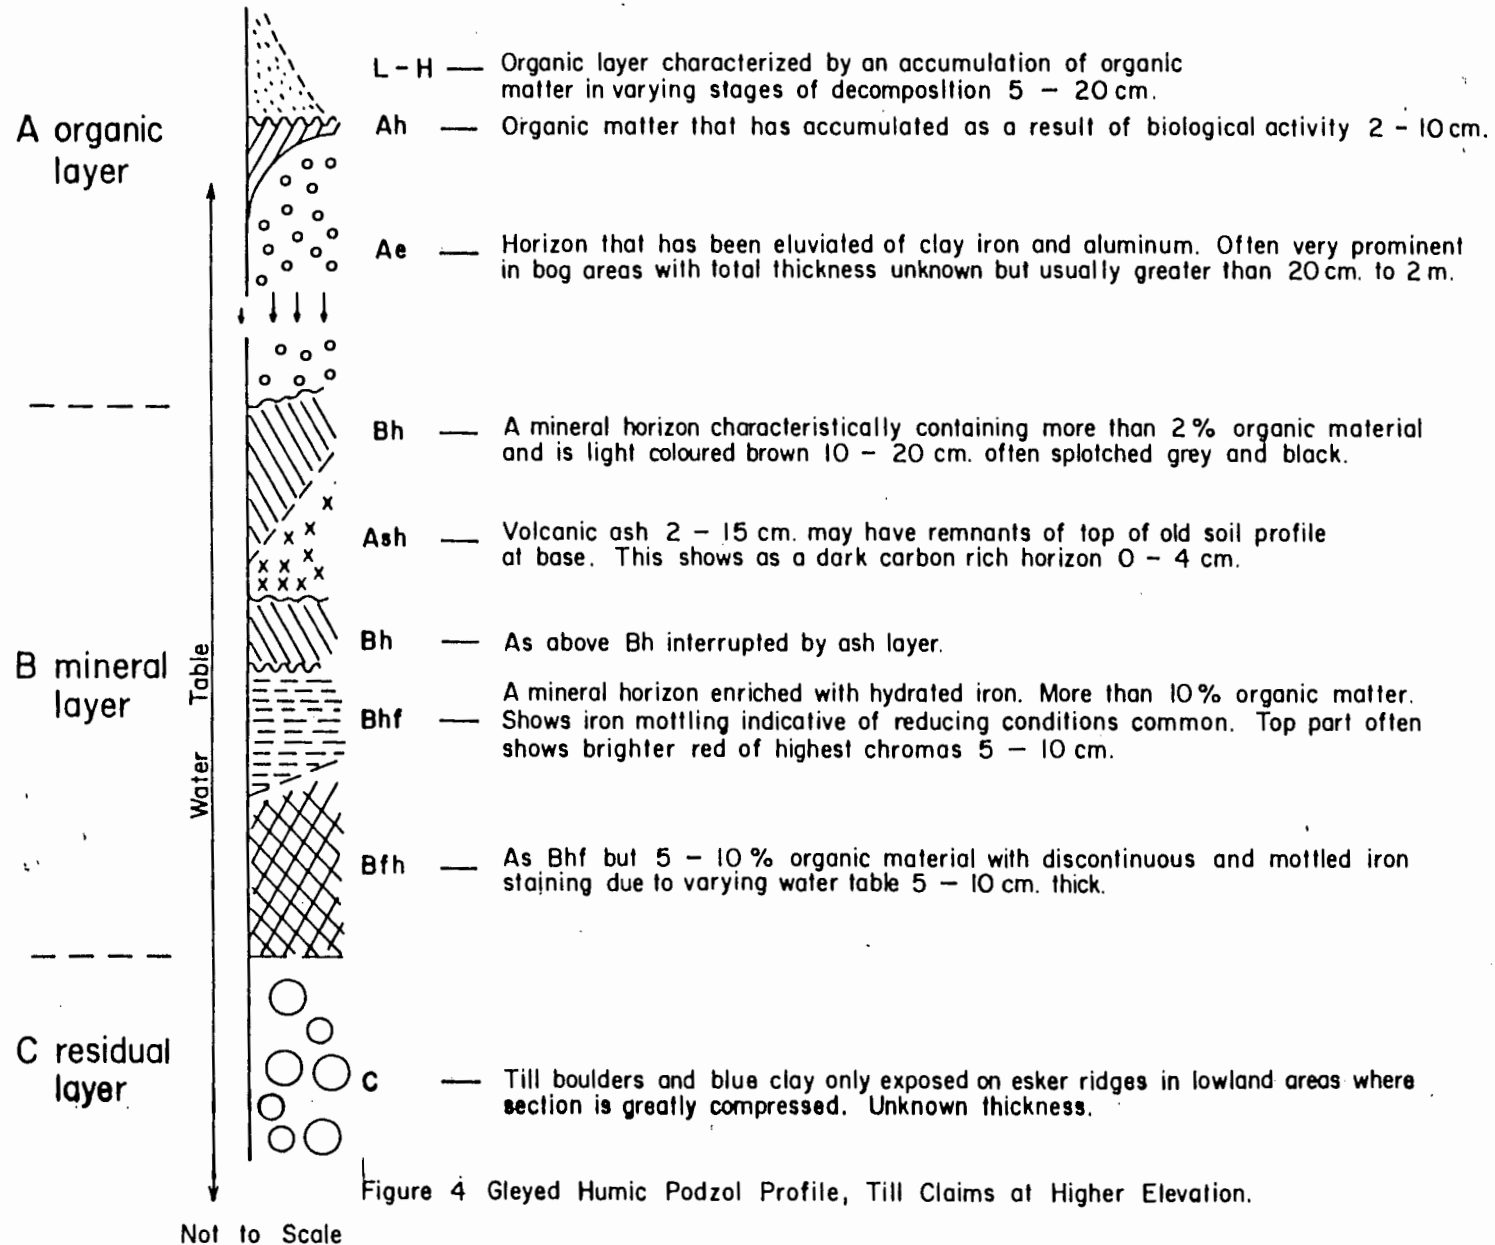 L - H — Organic layer characterized by an accumulation of organic
matter in varying stages of decomposition 5 - 20 cm.
A organic
layer
Ah — Organic matter that has accumulated as a result of biological activity 2 - 10 cm.
Ae — Horizon that has been eluviated of clay iron and aluminum. Often very prominent
in bog areas with total thickness unknown but usually greater than 20 cm. to 2 m.
Bh — A mineral horizon characteristically containing more than 2 % organic material
and is light coloured brown 10 - 20 cm. often splotched grey and black.
Ash — Volcanic ash 2 - 15 cm. may have remnants of top of old soil profile
at base. This shows as a dark carbon rich horizon 0 - 4 cm.
B mineral
layer
Water Table
Bh — As above Bh interrupted by ash layer.
A mineral horizon enriched with hydrated iron. More than 10 % organic matter.
Bhf — Shows iron mottling indicative of reducing conditions common. Top part often
shows brighter red of highest chromas 5 - 10 cm.
Bfh — As Bhf but 5 - 10 % organic material with discontinuous and mottled iron
staining due to varying water table 5 - 10 cm. thick.
C residual
layer
C — Till boulders and blue clay only exposed on esker ridges in lowland areas where
section is greatly compressed. Unknown thickness.
Figure 4 Gleyed Humic Podzol Profile, Till Claims at Higher Elevation.
Not to Scale